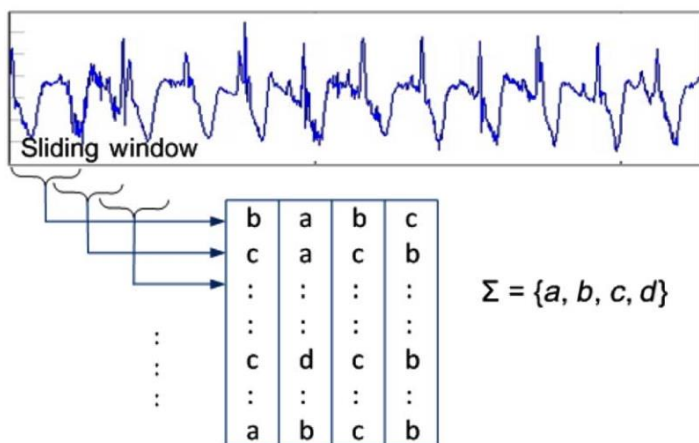 Sliding window
b a b c
c a c b
: : : :
: : : :
c d c b
: : : :
a b c b
Σ = {a, b, c, d}
:
:
: